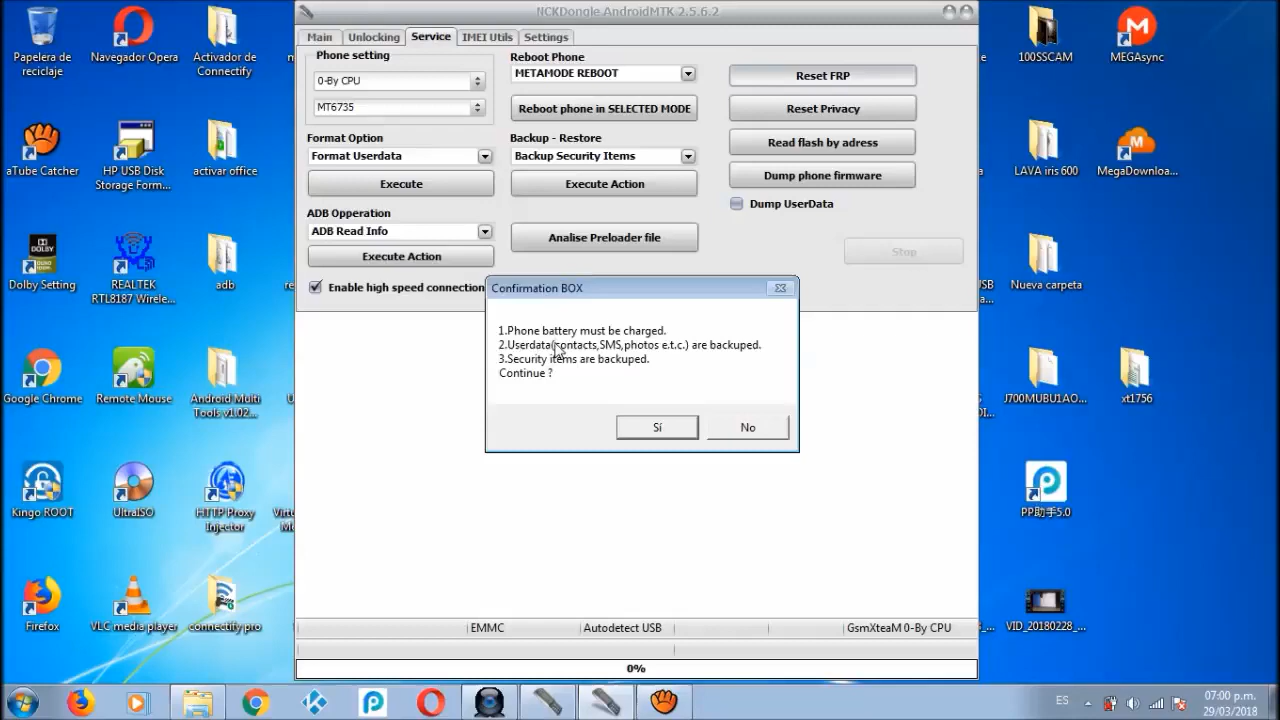 NCKDongle AndroidMTK 2.5.6.2
Main
Unlocking
Service
IMEI Utils
Settings
Phone setting
0-By CPU
MT6735
Format Option
Format Userdata
Execute
ADB Opperation
ADB Read Info
Execute Action
Enable high speed connection
Reboot Phone
METAMODE REBOOT
Reboot phone in SELECTED MODE
Backup - Restore
Backup Security Items
Execute Action
Analise Preloader file
Reset FRP
Reset Privacy
Read flash by adress
Dump phone firmware
Dump UserData
Stop
Confirmation BOX
1.Phone battery must be charged.
2.Userdata(contacts,SMS,photos e.t.c.) are backuped.
3.Security items are backuped.
Continue ?
Sí
No
EMMC
Autodetect USB
GsmXteaM 0-By CPU
0%
Papelera de
reciclaje
Navegador Opera
Activador de
Connectify
aTube Catcher
HP USB Disk
Storage Form...
activar office
Dolby Setting
REALTEK
RTL8187 Wirele...
adb
Google Chrome
Remote Mouse
Android Multi
Tools v1.02...
Kingo ROOT
UltraISO
HTTP Proxy
Injector
Firefox
VLC media player
connectify pro
100SSCAM
MEGAsync
LAVA iris 600
MegaDownloa...
Nueva carpeta
J700MUBU1AO...
xt1756
PP助手5.0
VID_20180228_...
ES
07:00 p.m.
29/03/2018